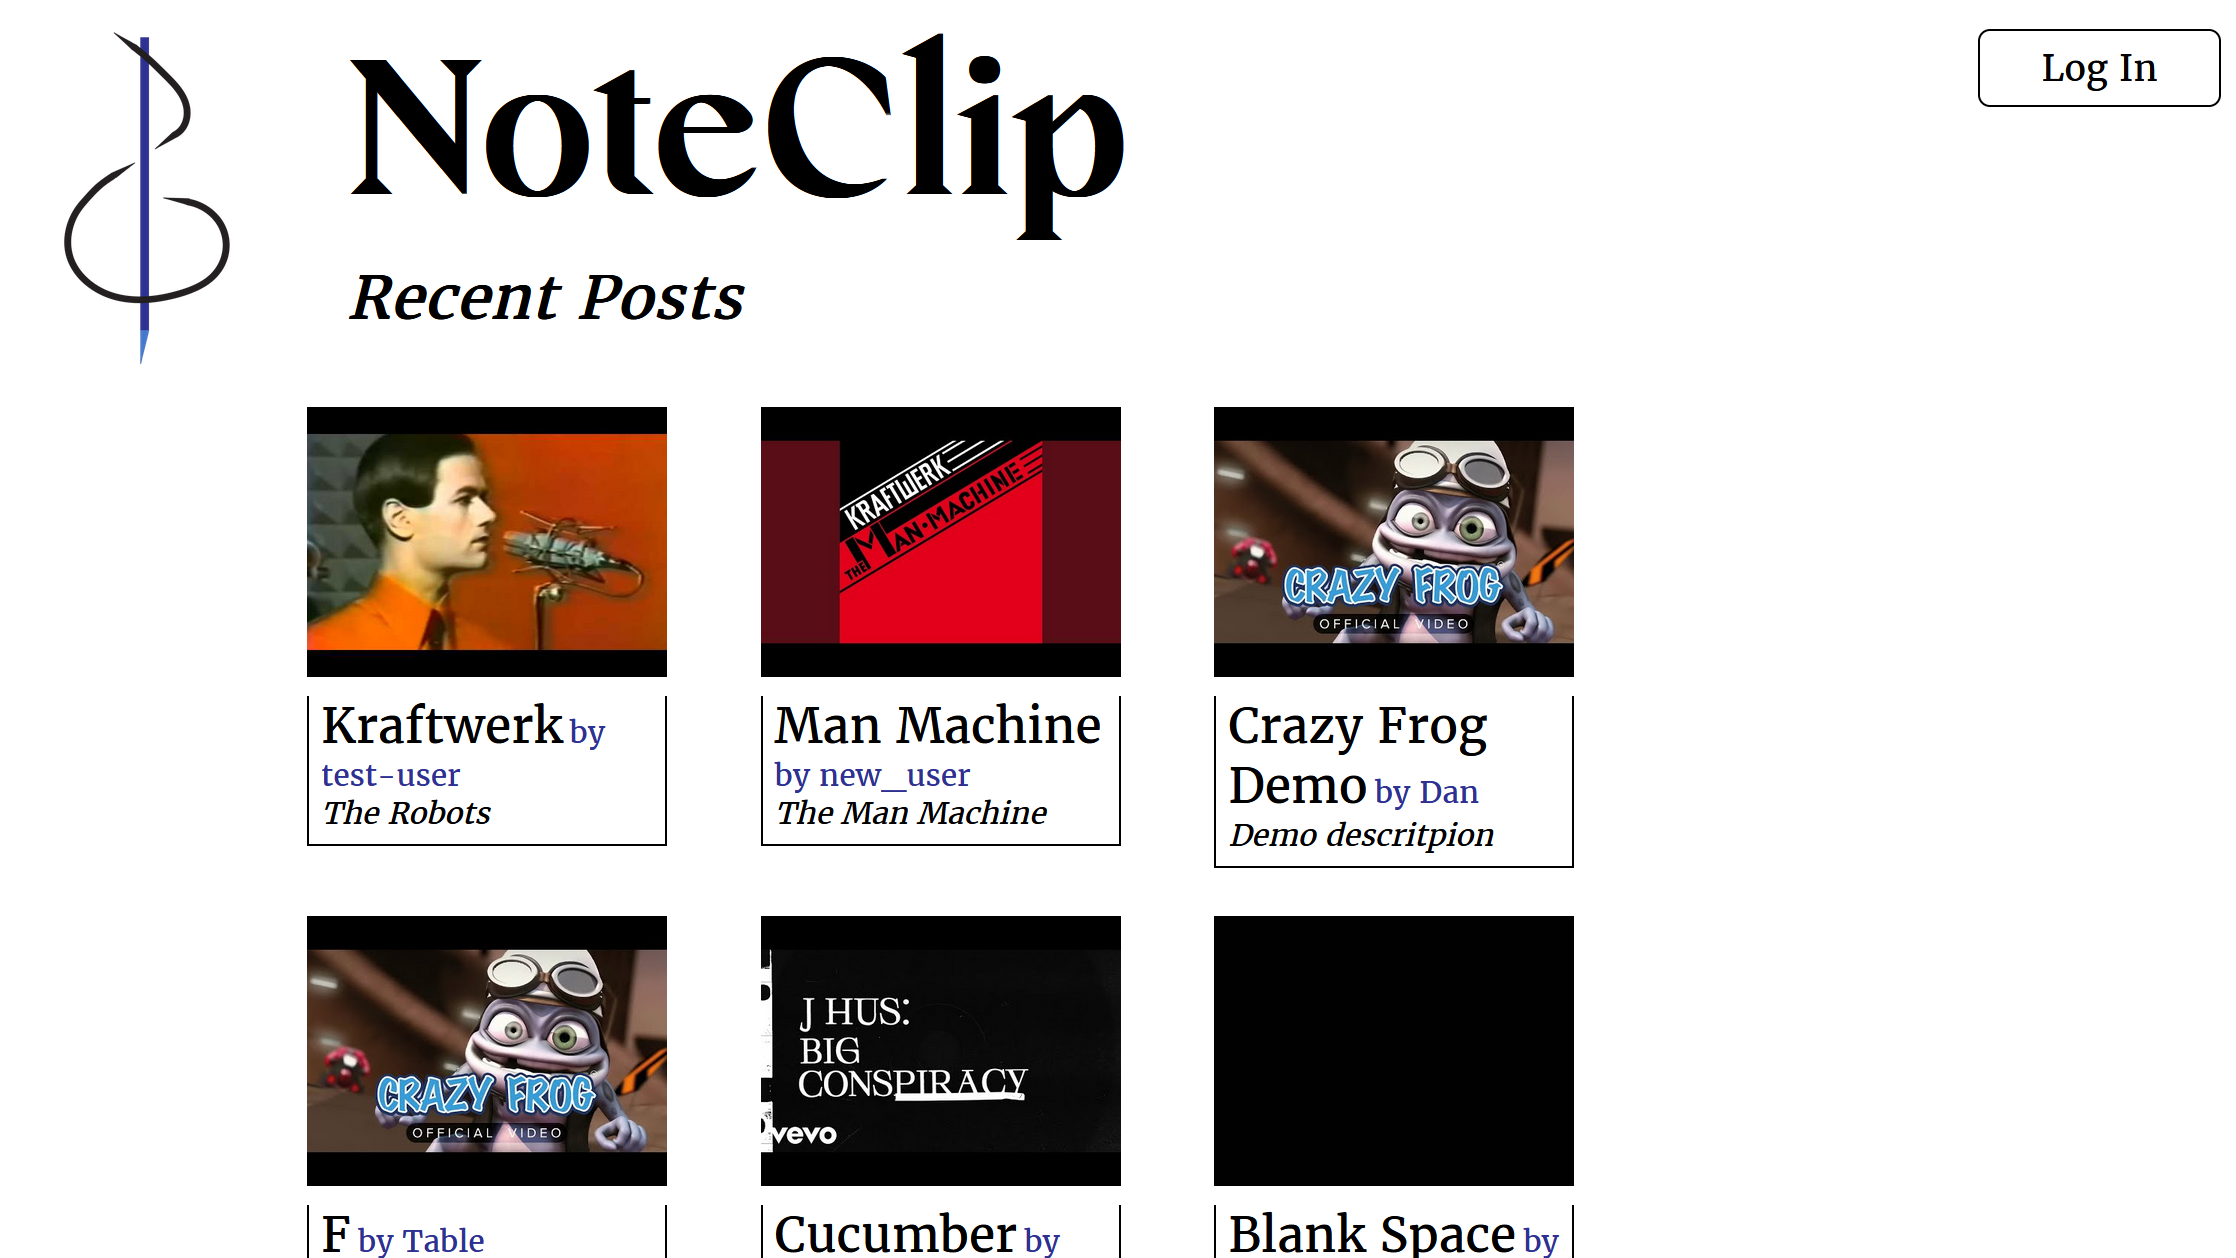 NoteClip
Log In
Recent Posts
KRAFTWERK
THE MAN·MACHINE
CRAZY FROG
OFFICIAL VIDEO
Kraftwerk by
test-user
The Robots
Man Machine
by new_user
The Man Machine
Crazy Frog
Demo by Dan
Demo descritpion
CRAZY FROG
OFFICIAL VIDEO
J HUS:
BIG
CONSPIRACY
vevo
F by Table
Cucumber by
Blank Space by